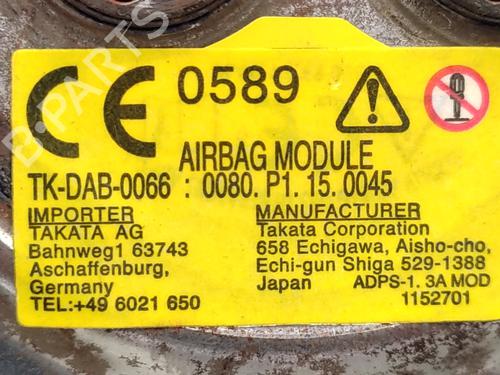 CE 0589
AIRBAG MODULE
TK-DAB-0066 : 0080. P1. 15. 0045
IMPORTER
TAKATA AG
Bahnweg1 63743
Aschaffenburg,
Germany
TEL:+49 6021 650
MANUFACTURER
Takata Corporation
658 Echigawa, Aisho-cho,
Echi-gun Shiga 529-1388
Japan ADPS-1. 3A MOD
1152701
B-PARTS